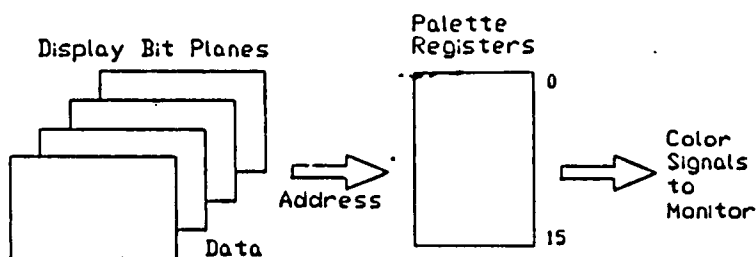 Display Bit Planes
Data
Address
Palette
Registers
0
15
Color
Signals
to
Monitor